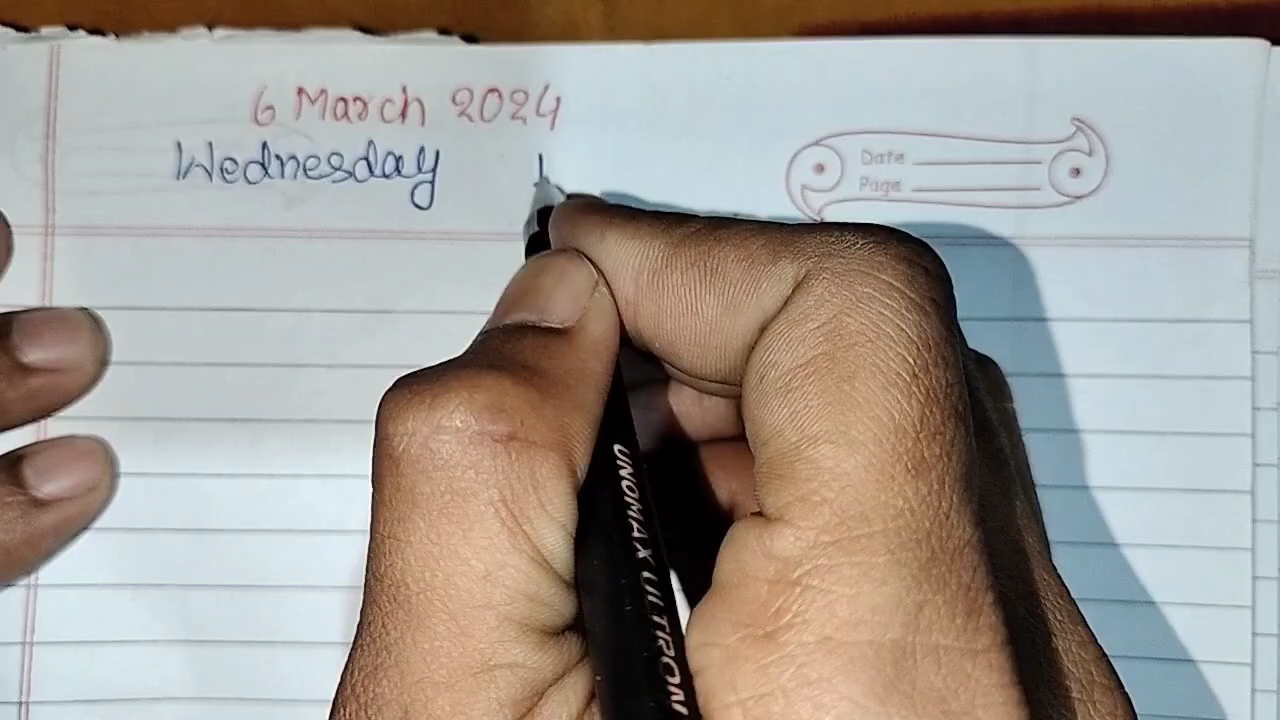 6 March 2024
Wednesday
Date
Page
UNOMAX ULTRON